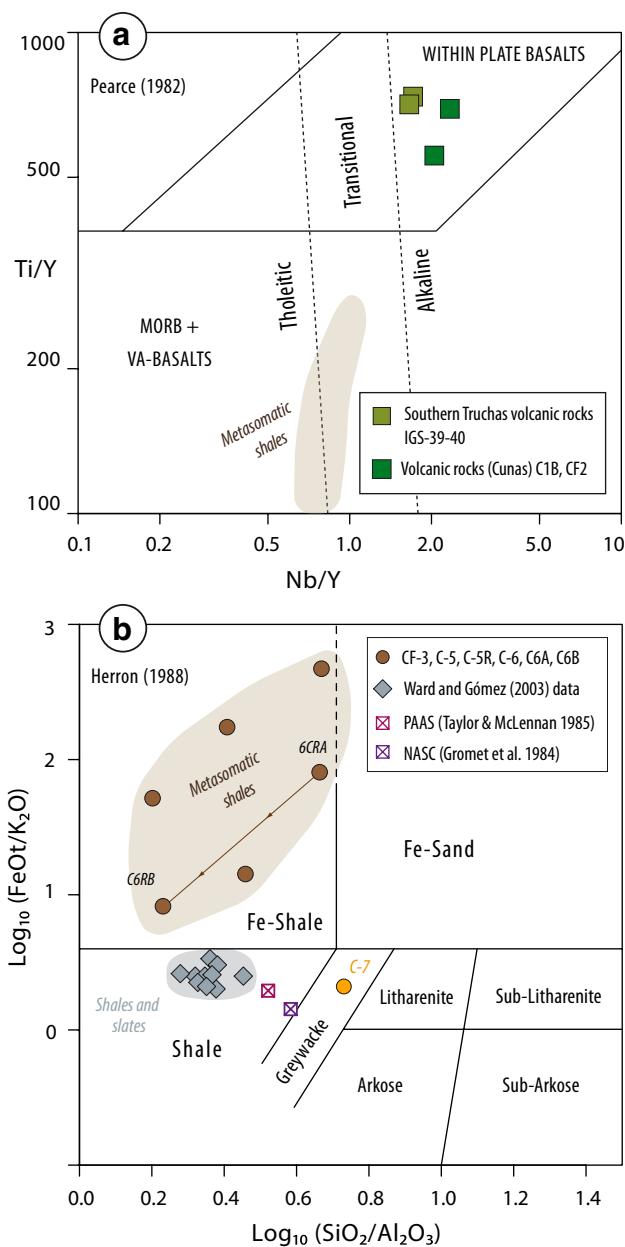 a
Pearce (1982)
WITHIN PLATE BASALTS
1000
500
200
100
Ti/Y
Transitional
Tholeitic
Alkaline
MORB +
VA-BASALTS
Metasomatic
shales
Southern Truchas volcanic rocks
IGS-39-40
Volcanic rocks (Cunas) C1B, CF2
0.1 0.2 0.5 1.0 2.0 5.0 10
Nb/Y
b
Herron (1988)
3
2
1
0
Log10 (FeOt/K2O)
CF-3, C-5, C-5R, C-6, C6A, C6B
Ward and Gómez (2003) data
PAAS (Taylor & McLennan 1985)
NASC (Gromet et al. 1984)
6CRA
Metasomatic
shales
C6RB
Fe-Shale
Fe-Sand
C-7
Shales and
slates
Shale
Greywacke
Litharenite
Sub-Litharenite
Arkose
Sub-Arkose
0.0 0.2 0.4 0.6 0.8 1.0 1.2 1.4
Log10 (SiO2/Al2O3)